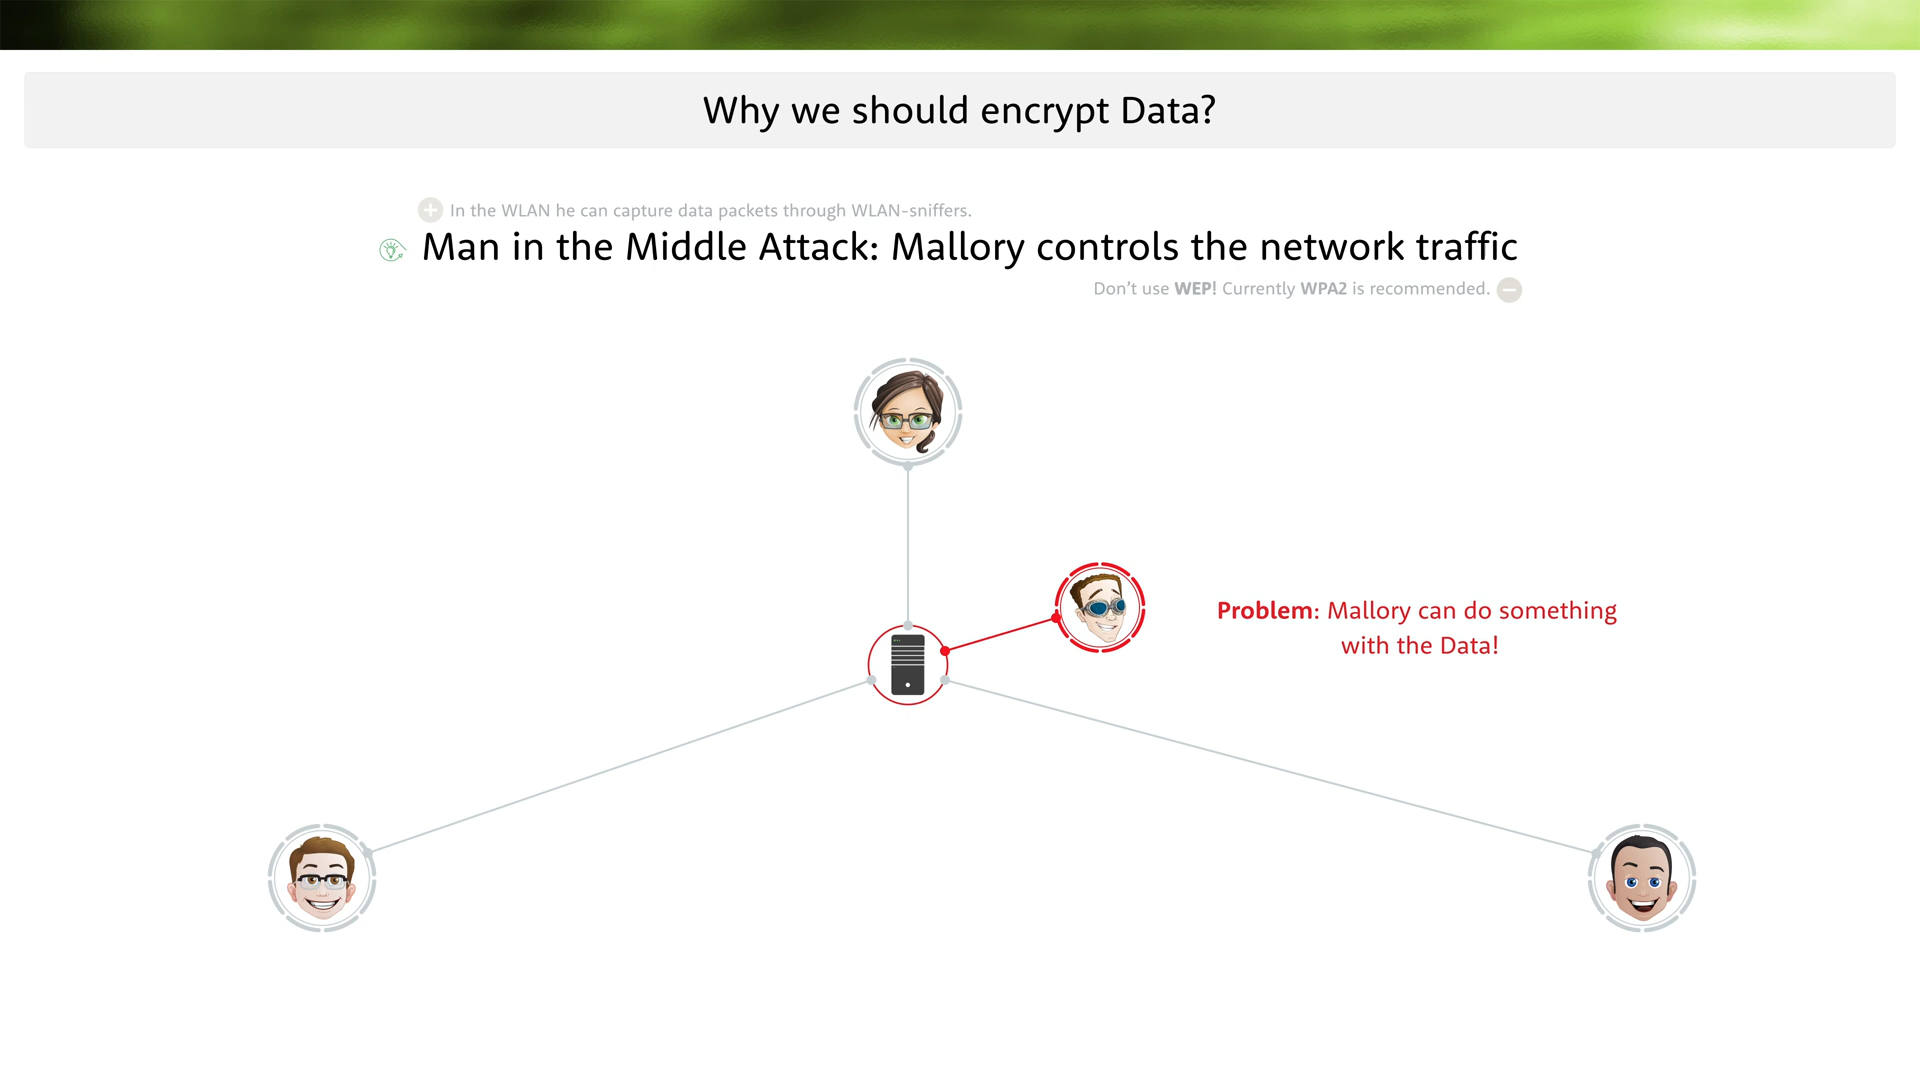 Why we should encrypt Data?
In the WLAN he can capture data packets through WLAN-sniffers.
Man in the Middle Attack: Mallory controls the network traffic
Don't use WEP! Currently WPA2 is recommended.
Problem: Mallory can do something
with the Data!